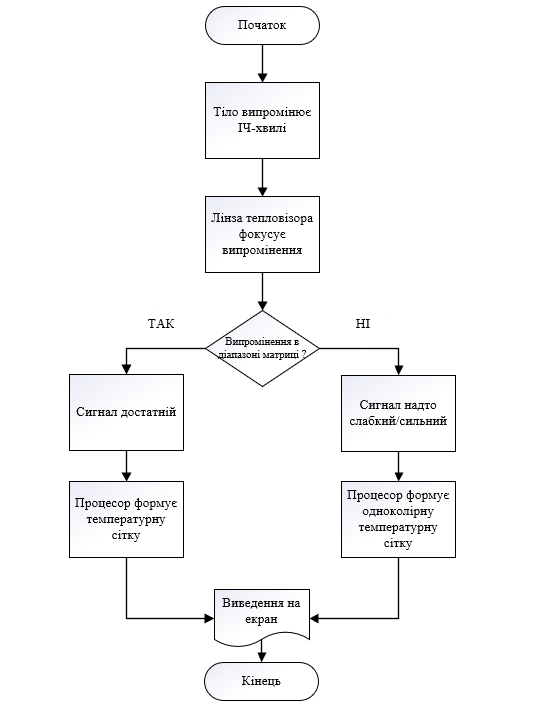 Початок
Тіло випромінює
ІЧ-хвилі
Лінза тепловізора
фокусує
випромінення
ТАК
НІ
Випромінення в
діапазоні матриці ?
Сигнал достатній
Сигнал надто
слабкий/сильний
Процесор формує
температурну
сітку
Процесор формує
одноколірну
температурну
сітку
Виведення на
екран
Кінець